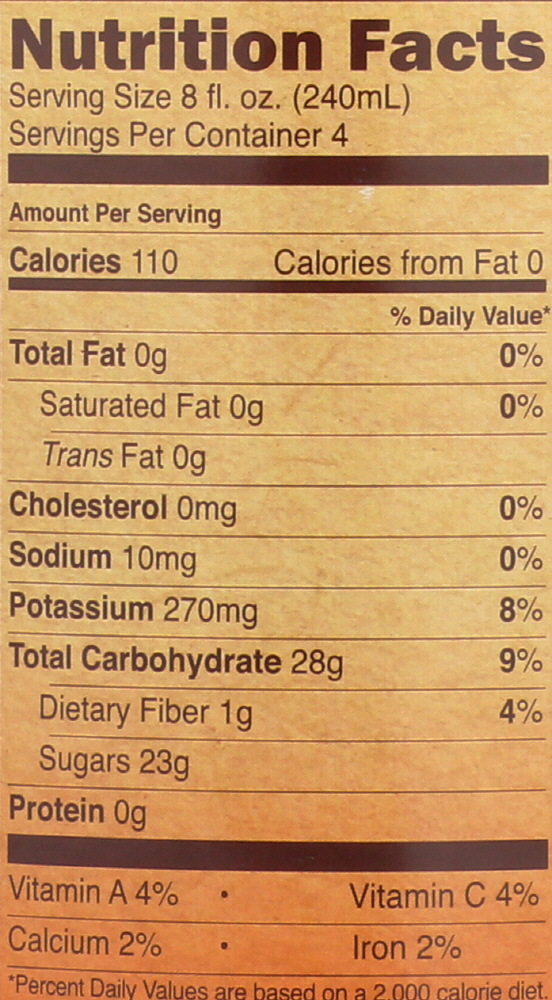 Nutrition Facts
Serving Size 8 fl. oz. (240mL)
Servings Per Container 4
Amount Per Serving
Calories 110 Calories from Fat 0
% Daily Value*
Total Fat 0g 0%
Saturated Fat 0g 0%
Trans Fat 0g
Cholesterol 0mg 0%
Sodium 10mg 0%
Potassium 270mg 8%
Total Carbohydrate 28g 9%
Dietary Fiber 1g 4%
Sugars 23g
Protein 0g
Vitamin A 4% • Vitamin C 4%
Calcium 2% • Iron 2%
*Percent Daily Values are based on a 2,000 calorie diet.